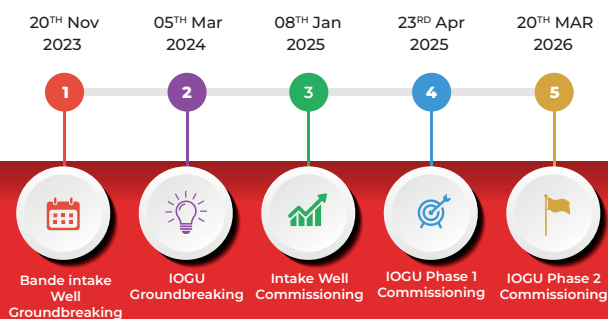 20TH Nov
2023
05TH Mar
2024
08TH Jan
2025
23RD Apr
2025
20TH MAR
2026
1
2
3
4
5
Bande intake
Well
Groundbreaking
IOGU
Groundbreaking
Intake Well
Commissioning
IOGU Phase 1
Commissioning
IOGU Phase 2
Commissioning